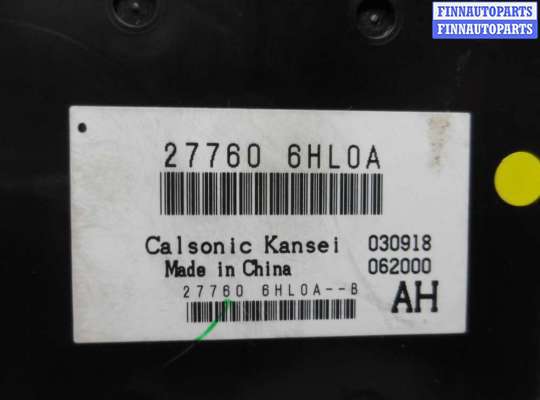 FINNAUTOPARTS
FINNAUTOPARTS
27760 6HL0A
Calsonic Kansei 030918
Made in China 062000
27760 6HL0A--B
AH